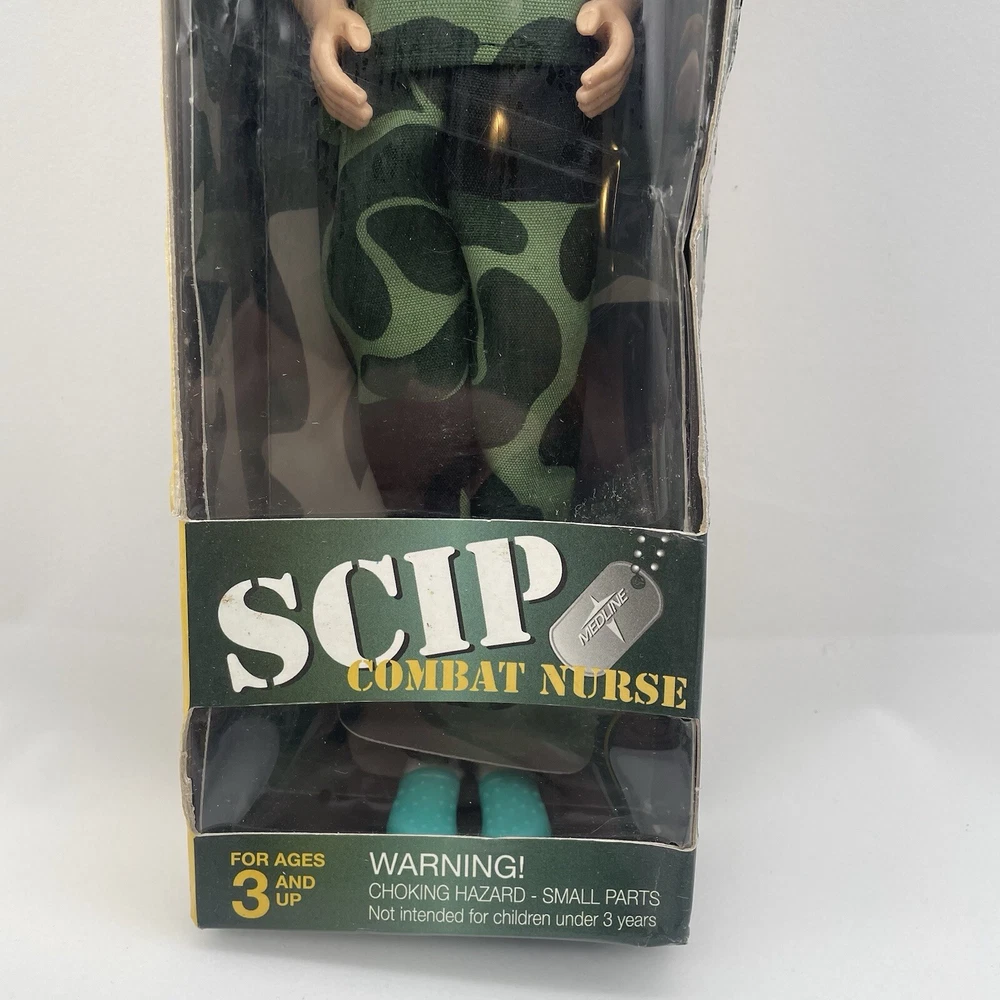 SCIP
MEDLINE
COMBAT NURSE
FOR AGES
3 AND UP
WARNING!
CHOKING HAZARD - SMALL PARTS
Not intended for children under 3 years